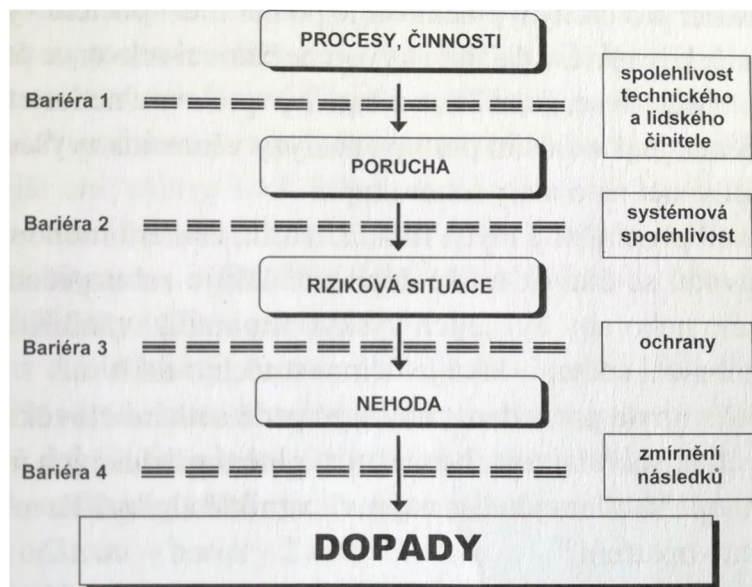 PROCESY, ČINNOSTI
spolehlivost
technického
a lidského
činitele
Bariéra 1
PORUCHA
Bariéra 2
systémová
spolehlivost
RIZIKOVÁ SITUACE
Bariéra 3
ochrany
NEHODA
Bariéra 4
zmírnění
následků
DOPADY